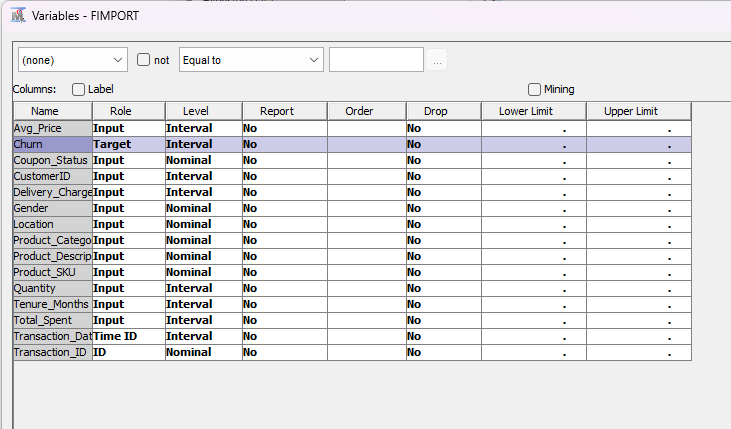 Variables - FIMPORT
(none) not Equal to ...
Columns: Label Mining
Name Role Level Report Order Drop Lower Limit Upper Limit
Avg_Price Input Interval No No . .
Churn Target Interval No No . .
Coupon_Status Input Nominal No No . .
CustomerID Input Interval No No . .
Delivery_Charge Input Interval No No . .
Gender Input Nominal No No . .
Location Input Nominal No No . .
Product_Catego Input Nominal No No . .
Product_Descrip Input Nominal No No . .
Product_SKU Input Nominal No No . .
Quantity Input Interval No No . .
Tenure_Months Input Interval No No . .
Total_Spent Input Interval No No . .
Transaction_Dat Time ID Interval No No . .
Transaction_ID ID Nominal No No . .